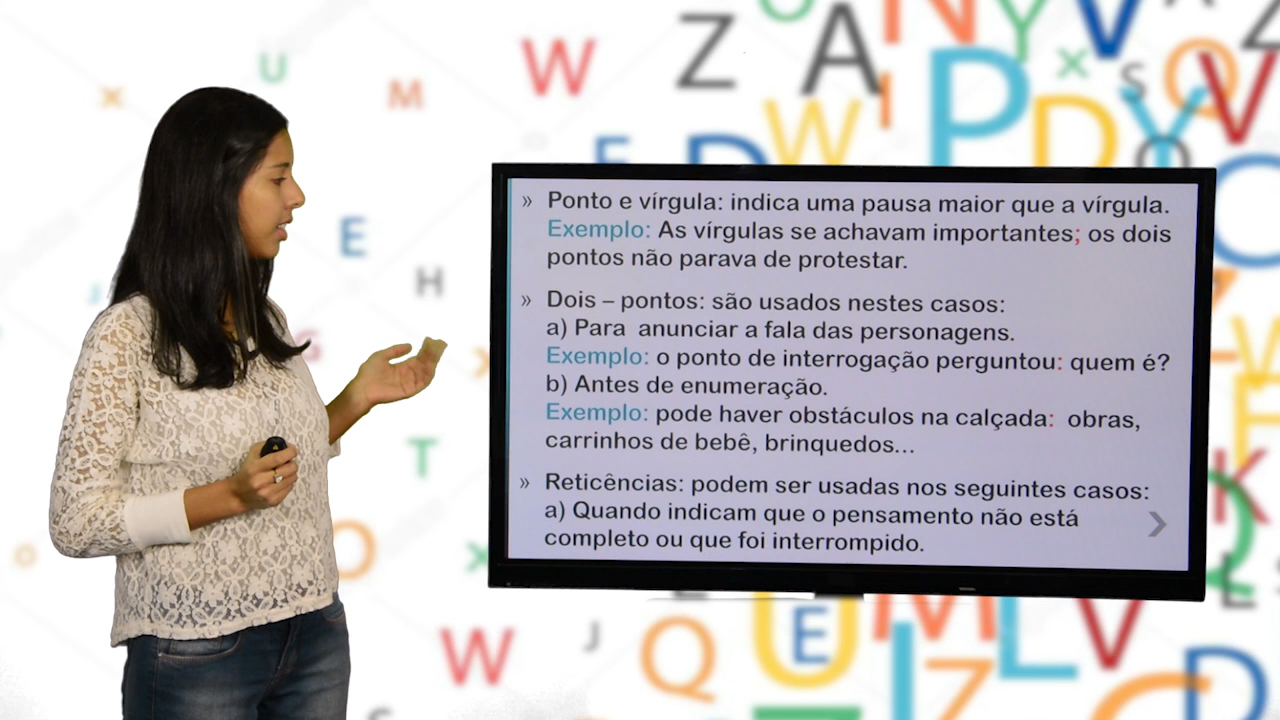 » Ponto e vírgula: indica uma pausa maior que a vírgula.
Exemplo: As vírgulas se achavam importantes; os dois
pontos não parava de protestar.
» Dois – pontos: são usados nestes casos:
a) Para anunciar a fala das personagens.
Exemplo: o ponto de interrogação perguntou: quem é?
b) Antes de enumeração.
Exemplo: pode haver obstáculos na calçada: obras,
carrinhos de bebê, brinquedos...
» Reticências: podem ser usadas nos seguintes casos:
a) Quando indicam que o pensamento não está
completo ou que foi interrompido.